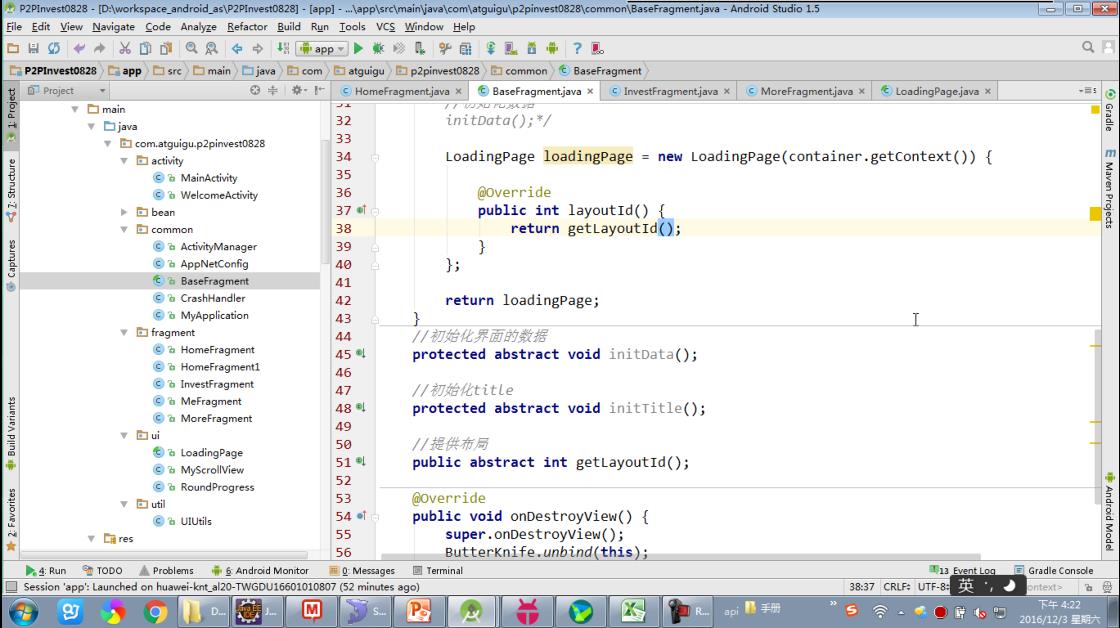 P2PInvest0828 - [D:\workspace_android_as\P2PInvest0828] - [app] - ...\app\src\main\java\com\atguigu\p2pinvest0828\common\BaseFragment.java - Android Studio 1.5
File Edit View Navigate Code Analyze Refactor Build Run Tools VCS Window Help
app
P2PInvest0828 app src main java com atguigu p2pinvest0828 common BaseFragment
Project
HomeFragment.java BaseFragment.java InvestFragment.java MoreFragment.java LoadingPage.java
1: Project
7: Structure
Captures
Build Variants
2: Favorites
main
java
com.atguigu.p2pinvest0828
activity
MainActivity
WelcomeActivity
bean
common
ActivityManager
AppNetConfig
BaseFragment
CrashHandler
MyApplication
fragment
HomeFragment
HomeFragment1
InvestFragment
MeFragment
MoreFragment
ui
LoadingPage
MyScrollView
RoundProgress
util
UIUtils
res
31 //初始化数据
32 initData();*/
33
34 LoadingPage loadingPage = new LoadingPage(container.getContext()) {
35
36 @Override
37 public int layoutId() {
38 return getLayoutId();
39 }
40 };
41
42 return loadingPage;
43 }
44 //初始化界面的数据
45 protected abstract void initData();
46
47 //初始化title
48 protected abstract void initTitle();
49
50 //提供布局
51 public abstract int getLayoutId();
52
53 @Override
54 public void onDestroyView() {
55 super.onDestroyView();
56 ButterKnife.unbind(this);
Gradle
Maven Projects
Android Model
4: Run TODO Problems 6: Android Monitor 0: Messages Terminal 13 Event Log Gradle Console
Session 'app': Launched on huawei-knt_al20-TWGDU16601010807 (52 minutes ago) 38:37 CRLF÷ UTF-8÷ 英 ntext>
D... J... S... R... api 手册 » 下午 4:22
2016/12/3 星期六